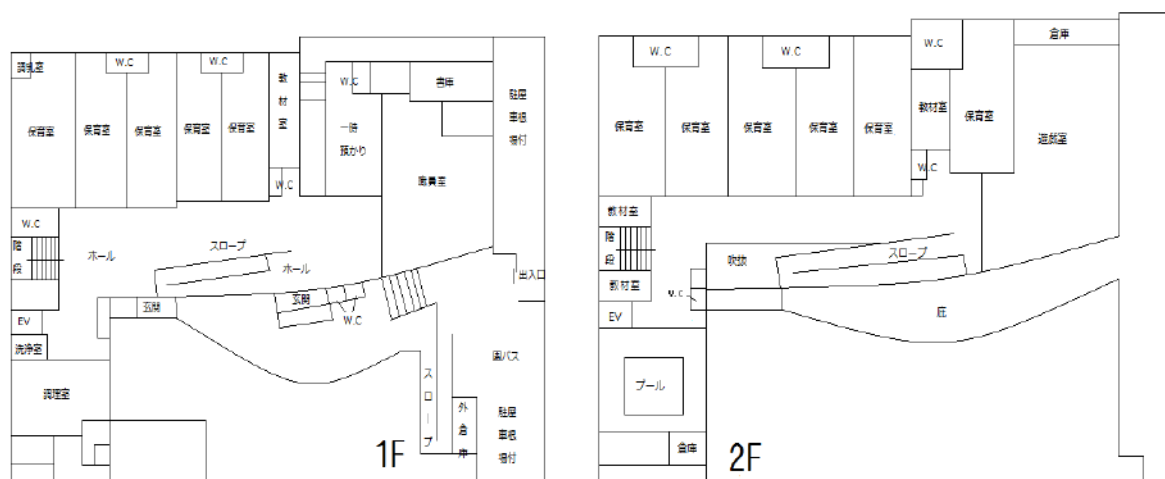 W.C
W.C
調乳室
教材室
W.C
書庫
駐屋
車根
場付
保育室
保育室
保育室
保育室
保育室
一時
預かり
職員室
W.C
W.C
階段
ホール
スロープ
ホール
出入口
玄関
玄関
W.C
EV
洗浄室
調理室
園バス
スロープ
外倉庫
駐屋
車根
場付
1F
倉庫
W.C
W.C
W.C
教材室
保育室
保育室
保育室
保育室
保育室
保育室
遊戯室
W.C
教材室
階段
吹抜
スロープ
教材室
W.C
EV
庇
プール
倉庫
2F